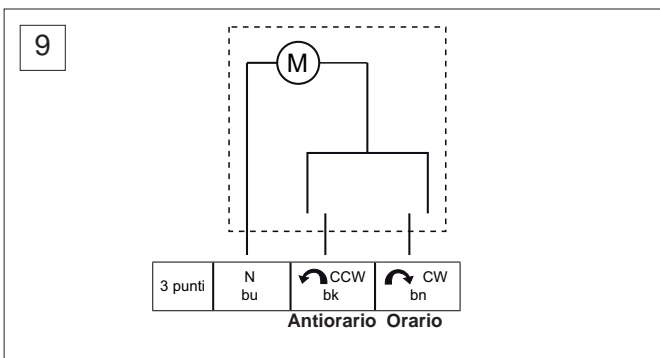 9
M
3 punti N CCW CW
bu bk bn
Antiorario Orario